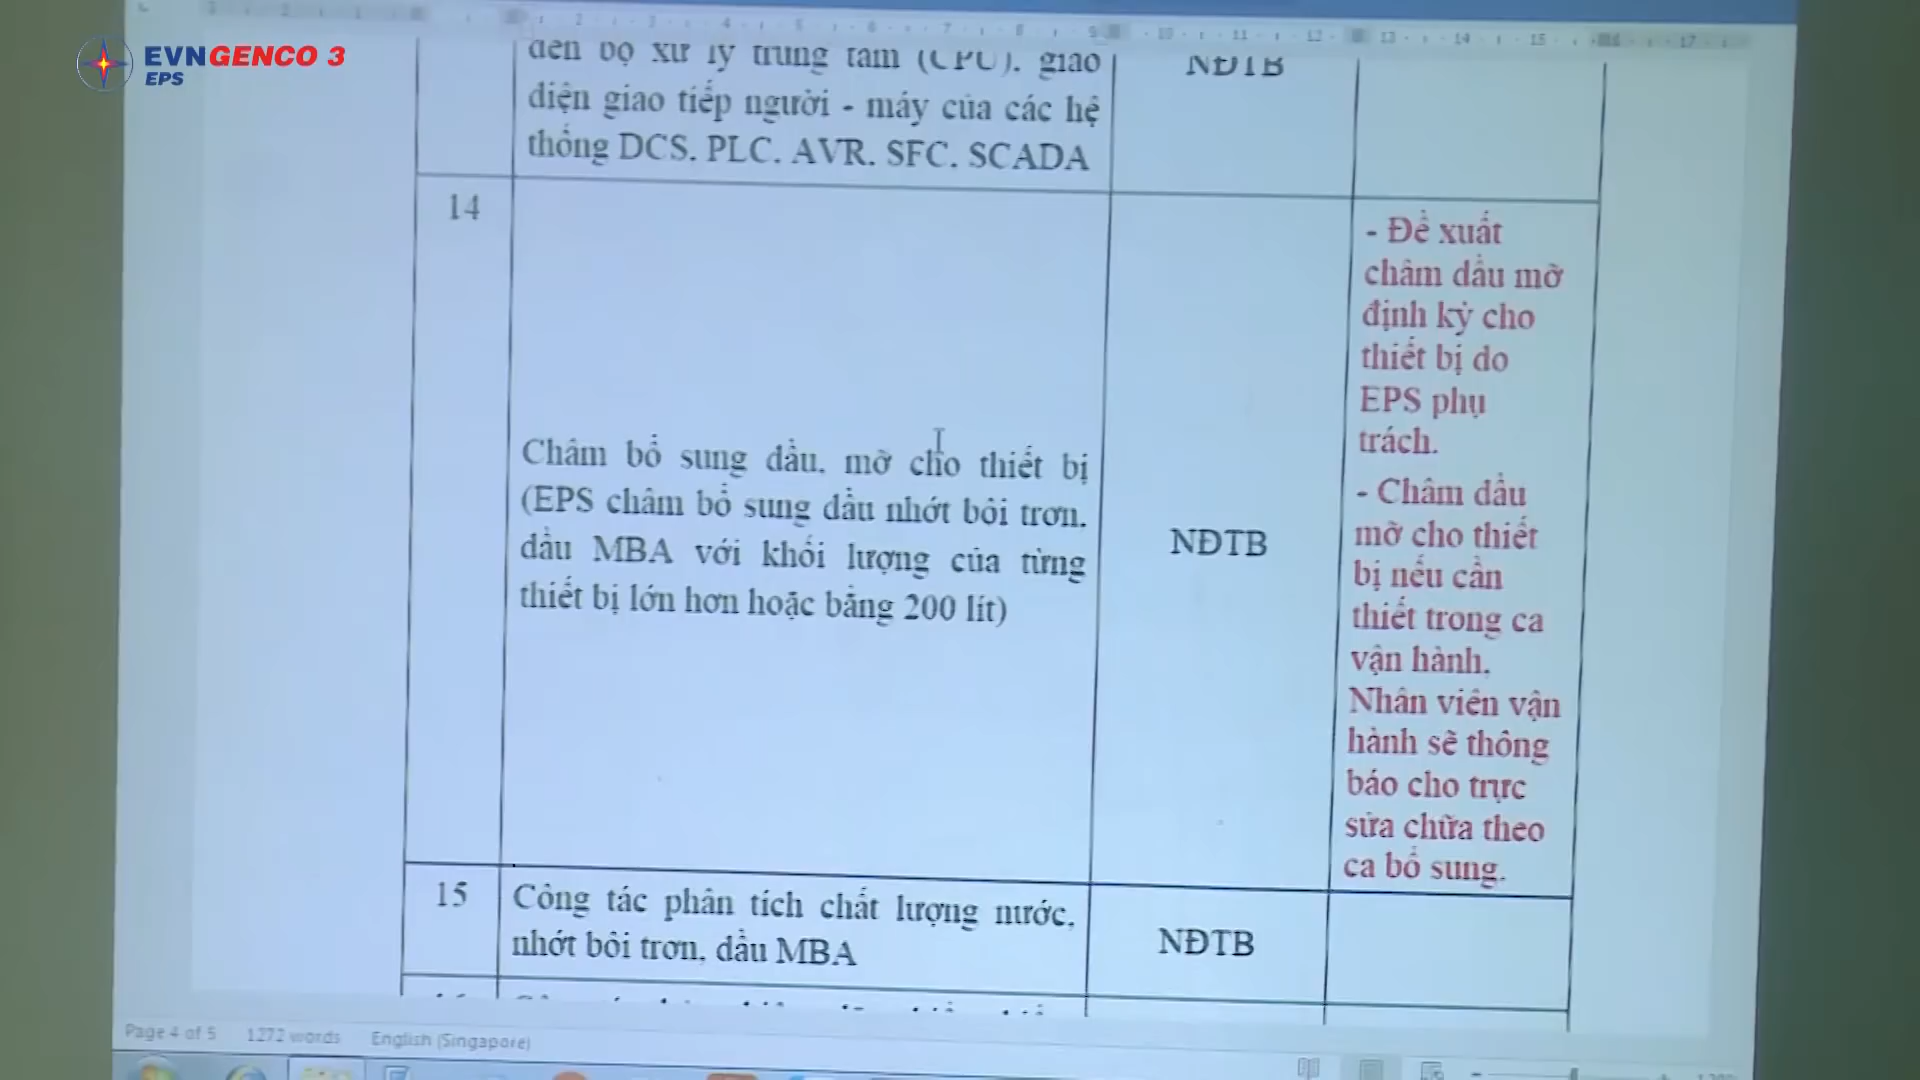 EVNGENCO 3
EPS
đến bộ xử lý trung tâm (CPU), giao
diện giao tiếp người - máy của các hệ
thống DCS, PLC, AVR, SFC, SCADA
NĐTB
14
Châm bổ sung dầu, mỡ cho thiết bị
(EPS châm bổ sung dầu nhớt bôi trơn,
dầu MBA với khối lượng của từng
thiết bị lớn hơn hoặc bằng 200 lít)
NĐTB
- Đề xuất
châm dầu mỡ
định kỳ cho
thiết bị do
EPS phụ
trách.
- Châm dầu
mỡ cho thiết
bị nếu cần
thiết trong ca
vận hành.
Nhân viên vận
hành sẽ thông
báo cho trực
sửa chữa theo
ca bổ sung.
15
Công tác phân tích chất lượng nước,
nhớt bôi trơn, dầu MBA
NĐTB
Page 4 of 5
1272 words
English (Singapore)